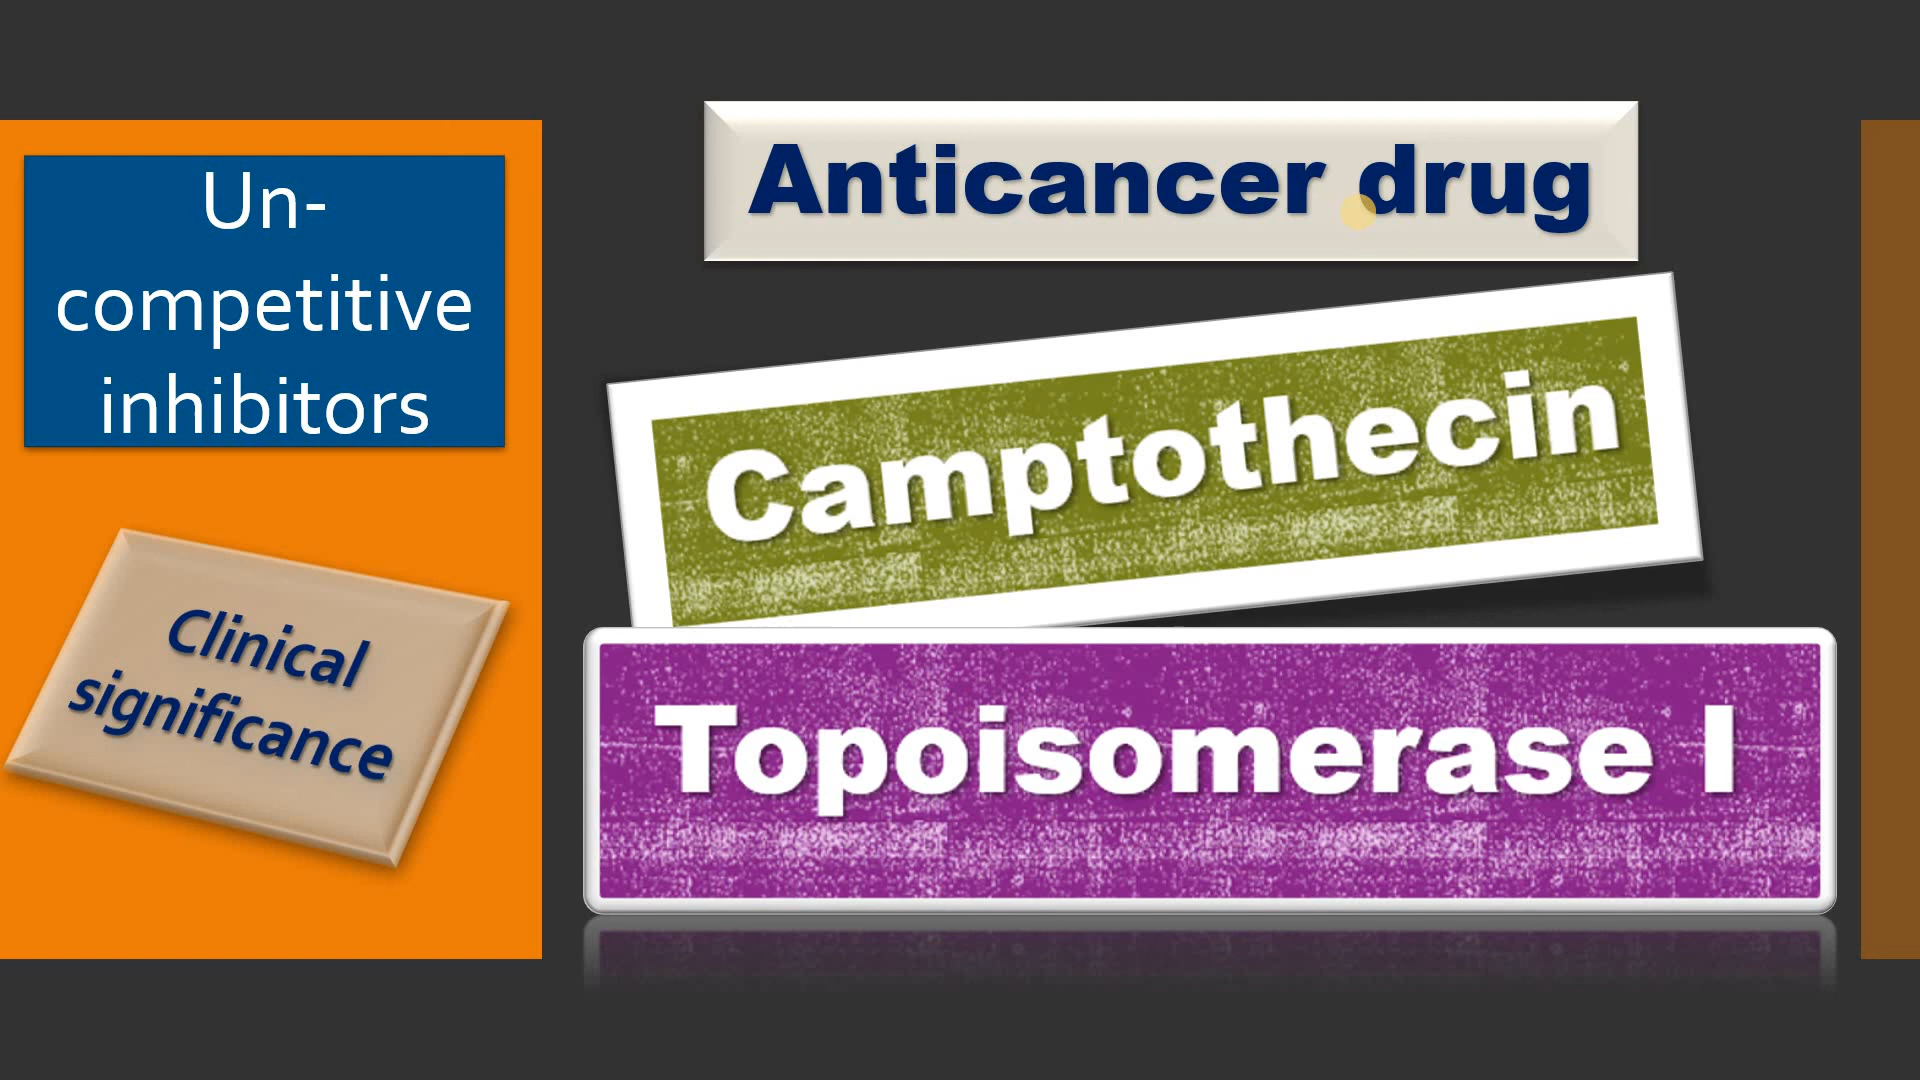 Un-
competitive
inhibitors
Clinical
significance
Anticancer drug
Camptothecin
Topoisomerase I